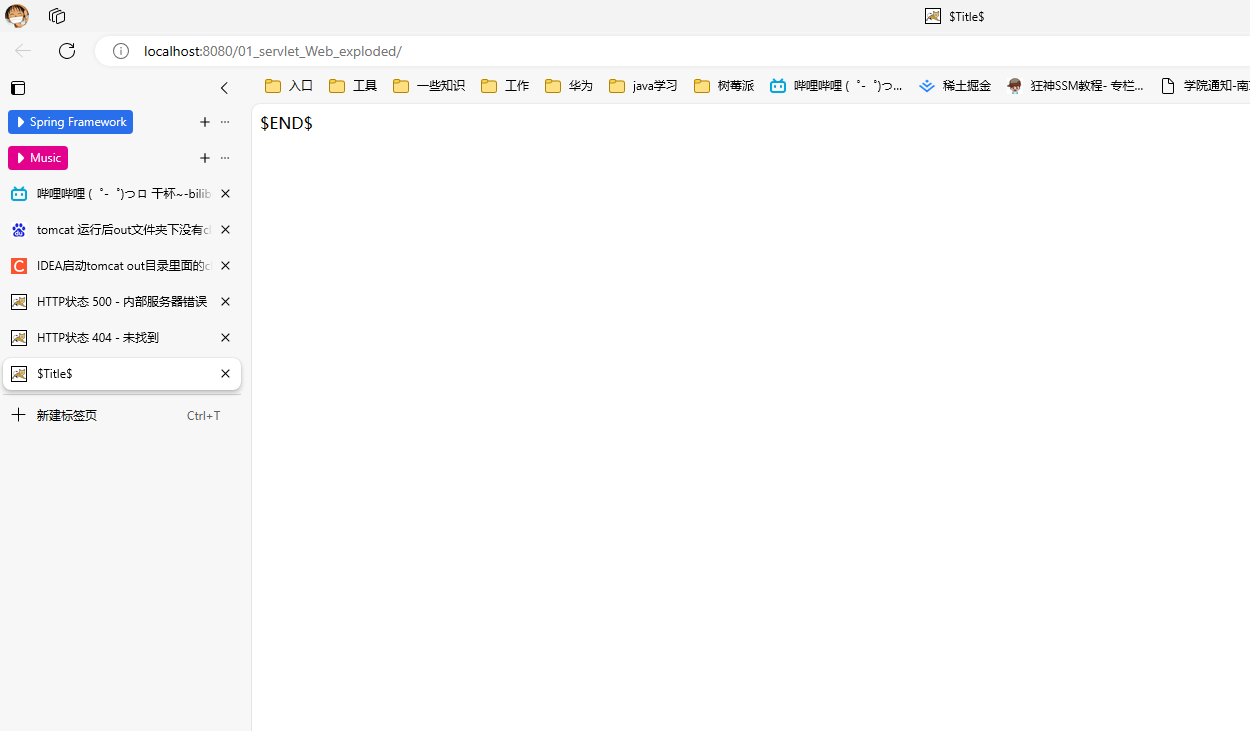 $Title$
localhost:8080/01_servlet_Web_exploded/
入口 工具 一些知识 工作 华为 java学习 树莓派 哔哩哔哩 (゜-゜)つ... 稀土掘金 狂神SSM教程- 专栏... 学院通知-南
Spring Framework
$END$
Music
哔哩哔哩 (゜-゜)つロ 干杯~-bilib
tomcat 运行后out文件夹下没有cl
IDEA启动tomcat out目录里面的cl
HTTP状态 500 - 内部服务器错误
HTTP状态 404 - 未找到
$Title$
新建标签页 Ctrl+T